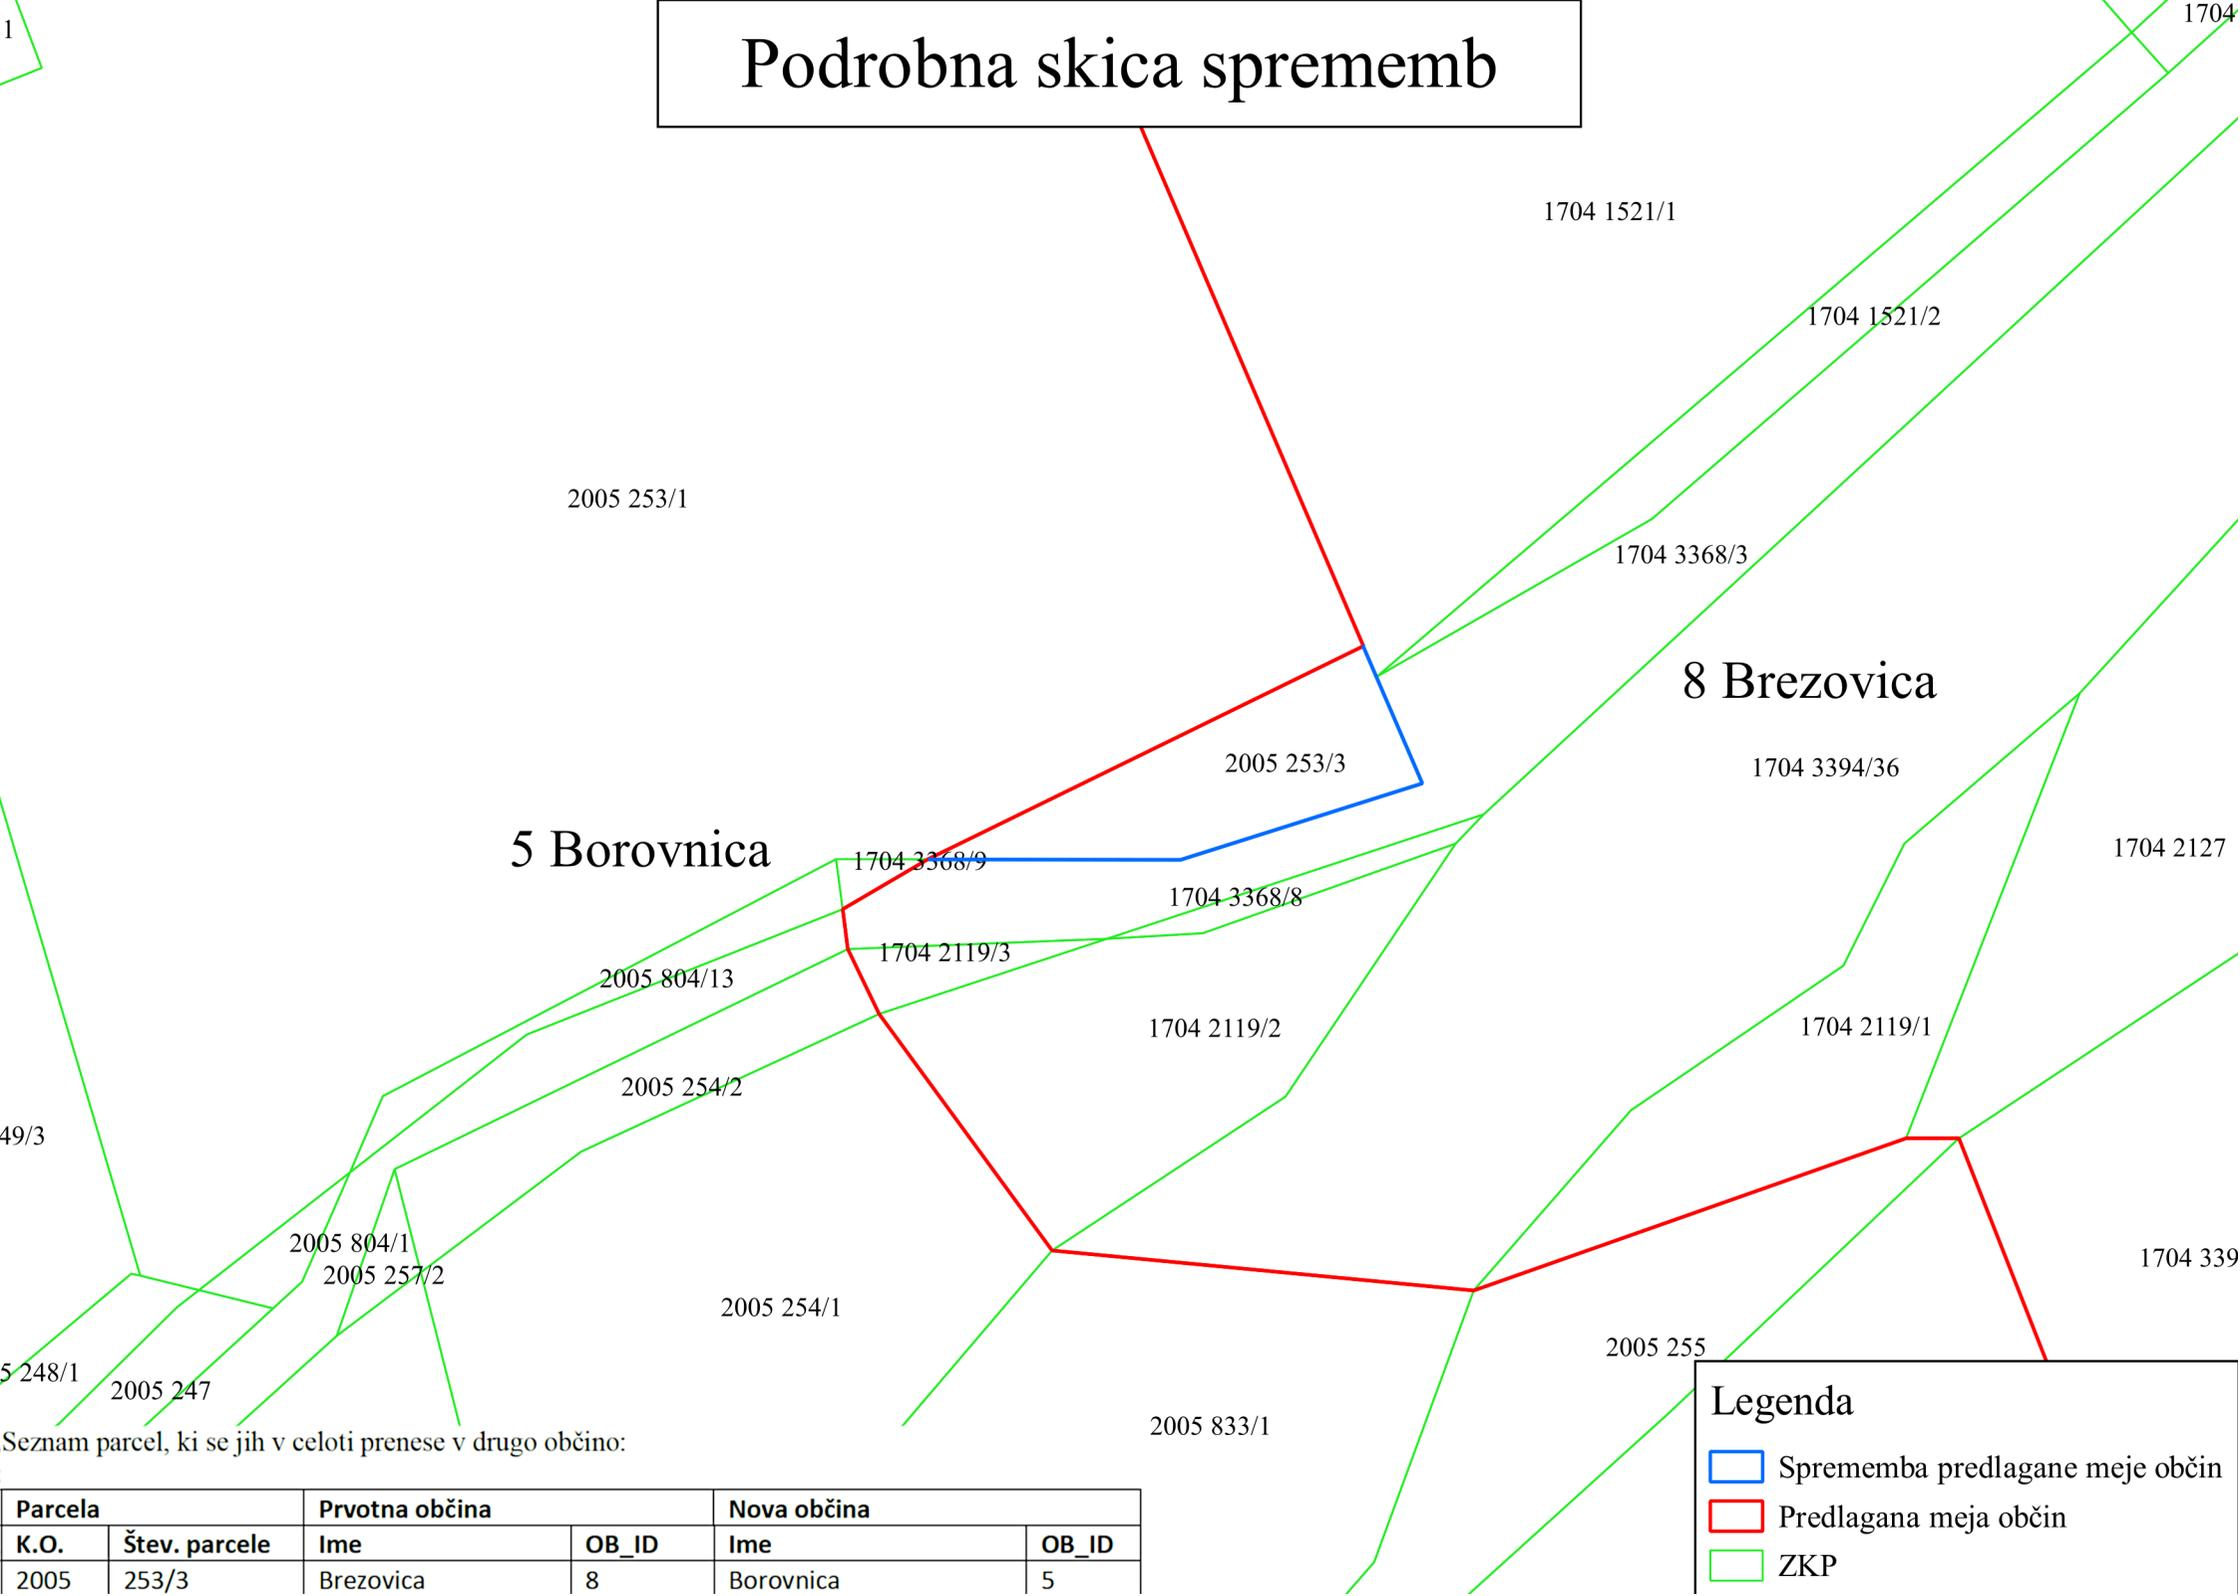 1
Podrobna skica sprememb
1704
1704 1521/1
1704 1521/2
2005 253/1
1704 3368/3
8 Brezovica
2005 253/3
1704 3394/36
5 Borovnica
1704 3368/9
1704 2127
1704 3368/8
1704 2119/3
2005 804/13
1704 2119/2
1704 2119/1
2005 254/2
49/3
2005 804/1
2005 257/2
1704 339
2005 254/1
2005 255
5 248/1
2005 247
2005 833/1
Seznam parcel, ki se jih v celoti prenese v drugo občino:
Parcela Prvotna občina Nova občina
K.O. Štev. parcele Ime OB_ID Ime OB_ID
2005 253/3 Brezovica 8 Borovnica 5
Legenda
Sprememba predlagane meje občin
Predlagana meja občin
ZKP